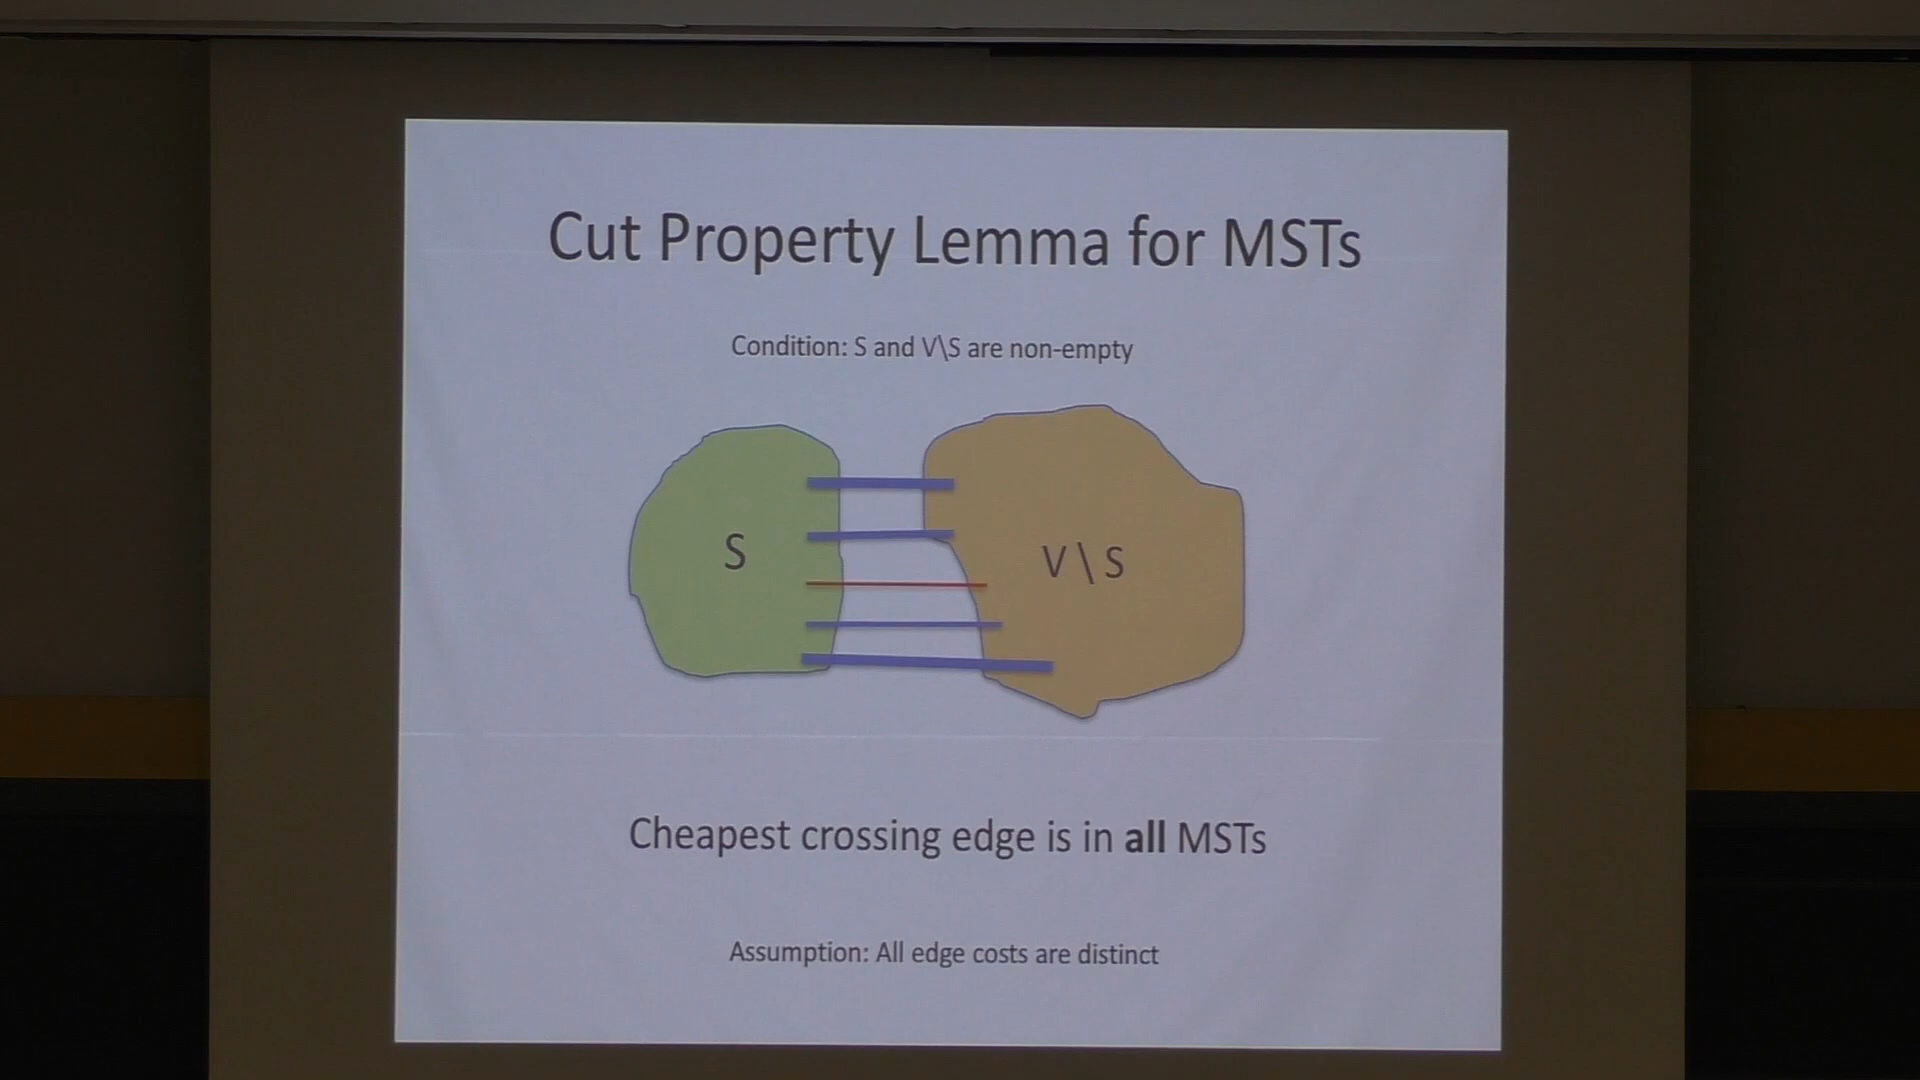 Cut Property Lemma for MSTs
Condition: S and V\S are non-empty
S
V \ S
Cheapest crossing edge is in all MSTs
Assumption: All edge costs are distinct